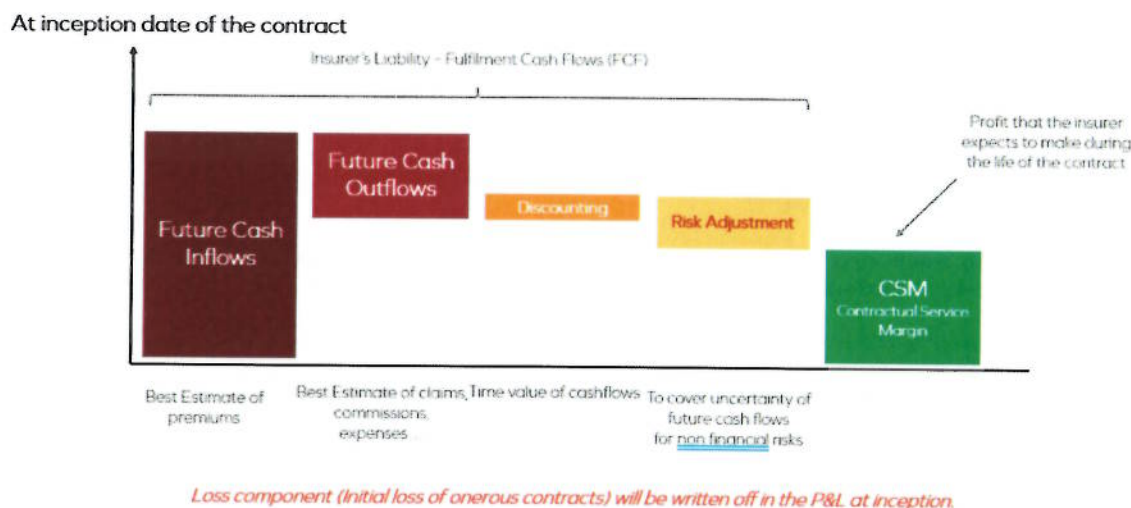 At inception date of the contract
Insurer's Liability - Fulfilment Cash Flows (FCF)
Profit that the insurer
expects to make during
the life of the contract
Future Cash
Outflows
Discounting
Risk Adjustment
Future Cash
Inflows
CSM
Contractual Service
Margin
Best Estimate of
premiums
Best Estimate of claims,
commissions,
expenses...
Time value of cashflows
To cover uncertainty of
future cash flows
for non financial risks
Loss component (Initial loss of onerous contracts) will be written off in the P&L at inception.